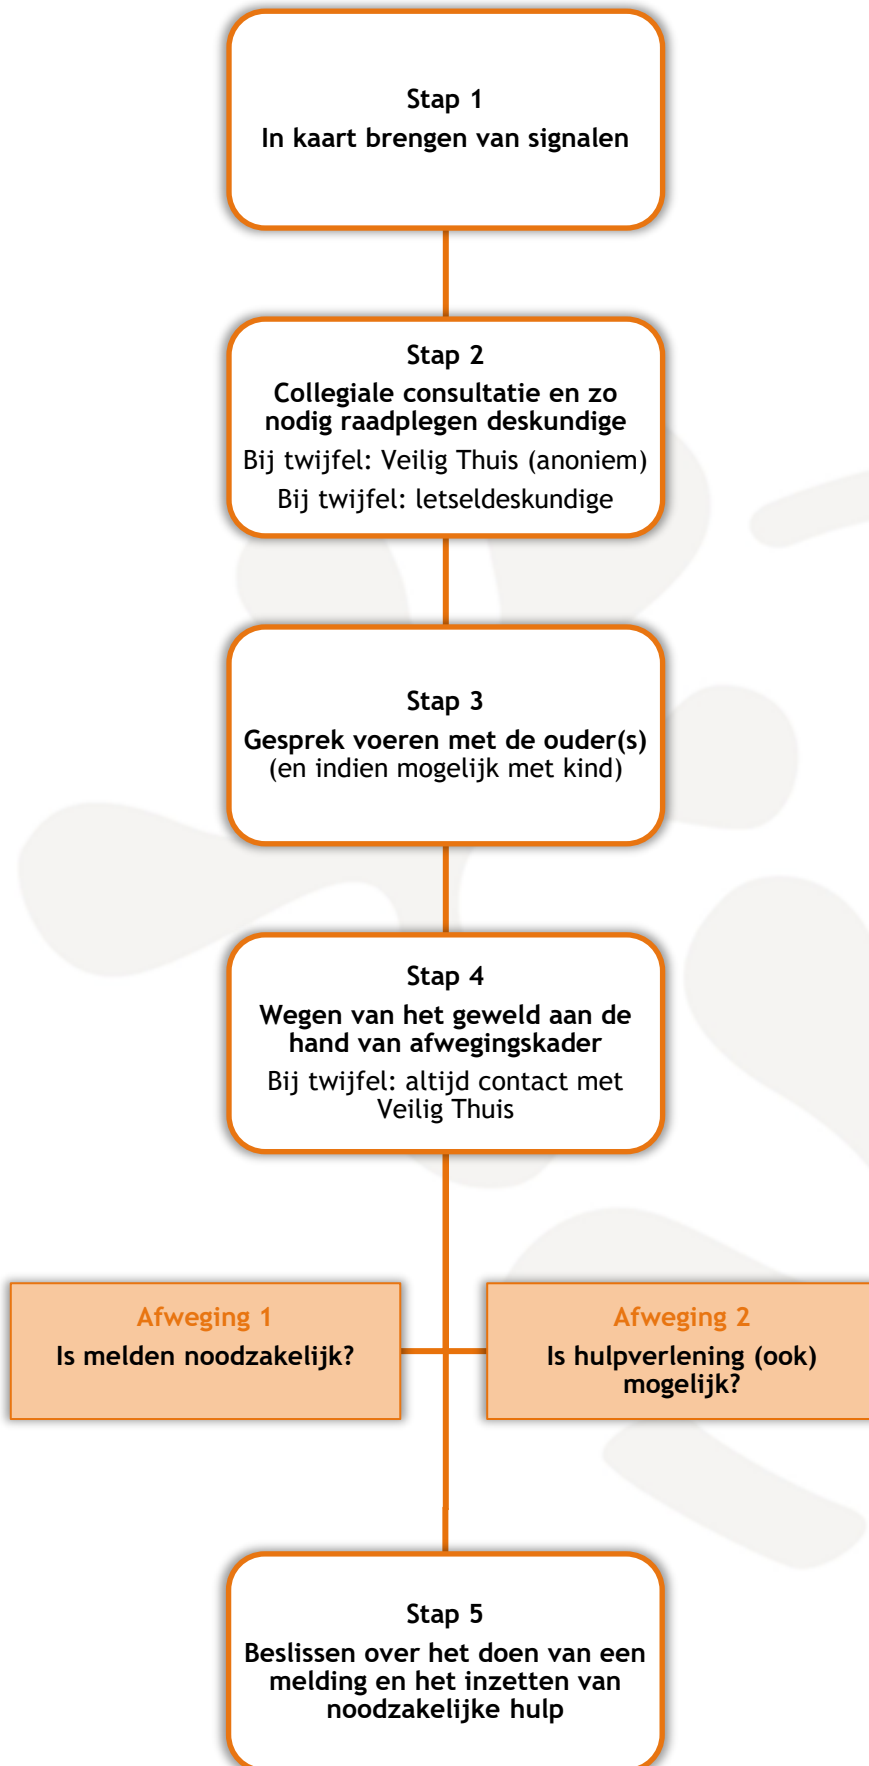 Stap 1
In kaart brengen van signalen
Stap 2
Collegiale consultatie en zo
nodig raadplegen deskundige
Bij twijfel: Veilig Thuis (anoniem)
Bij twijfel: letseldeskundige
Stap 3
Gesprek voeren met de ouder(s)
(en indien mogelijk met kind)
Stap 4
Wegen van het geweld aan de
hand van afwegingskader
Bij twijfel: altijd contact met
Veilig Thuis
Afweging 1
Is melden noodzakelijk?
Afweging 2
Is hulpverlening (ook)
mogelijk?
Stap 5
Beslissen over het doen van een
melding en het inzetten van
noodzakelijke hulp